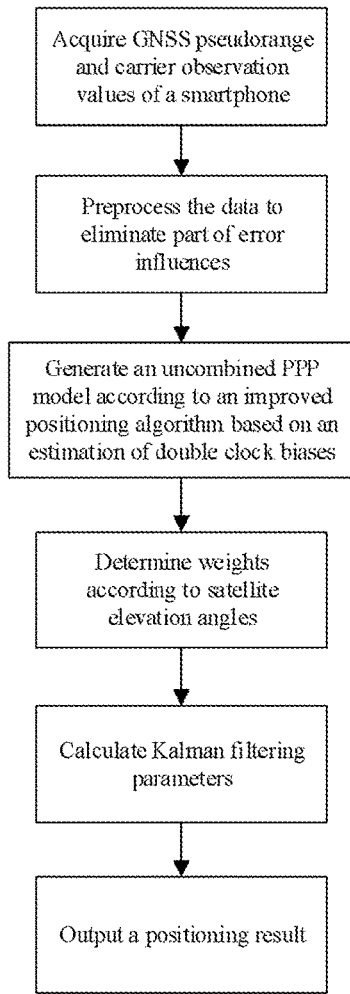 Acquire GNSS pseudorange
and carrier observation
values of a smartphone
Preprocess the data to
eliminate part of error
influences
Generate an uncombined PPP
model according to an improved
positioning algorithm based on an
estimation of double clock biases
Determine weights
according to satellite
elevation angles
Calculate Kalman filtering
parameters
Output a positioning result